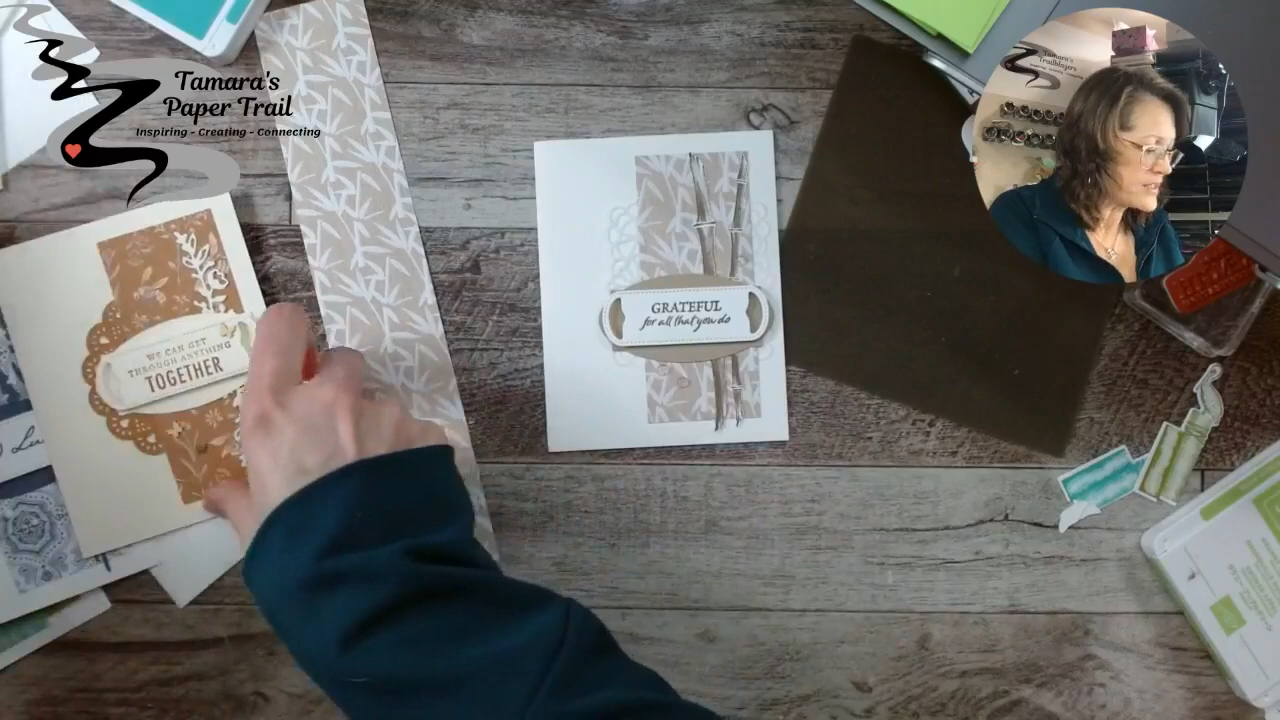 Tamara's
Paper Trail
Inspiring - Creating - Connecting
Tamara's
Trailblazers
GRATEFUL
for all that you do
WE CAN GET
THROUGH ANYTHING
TOGETHER